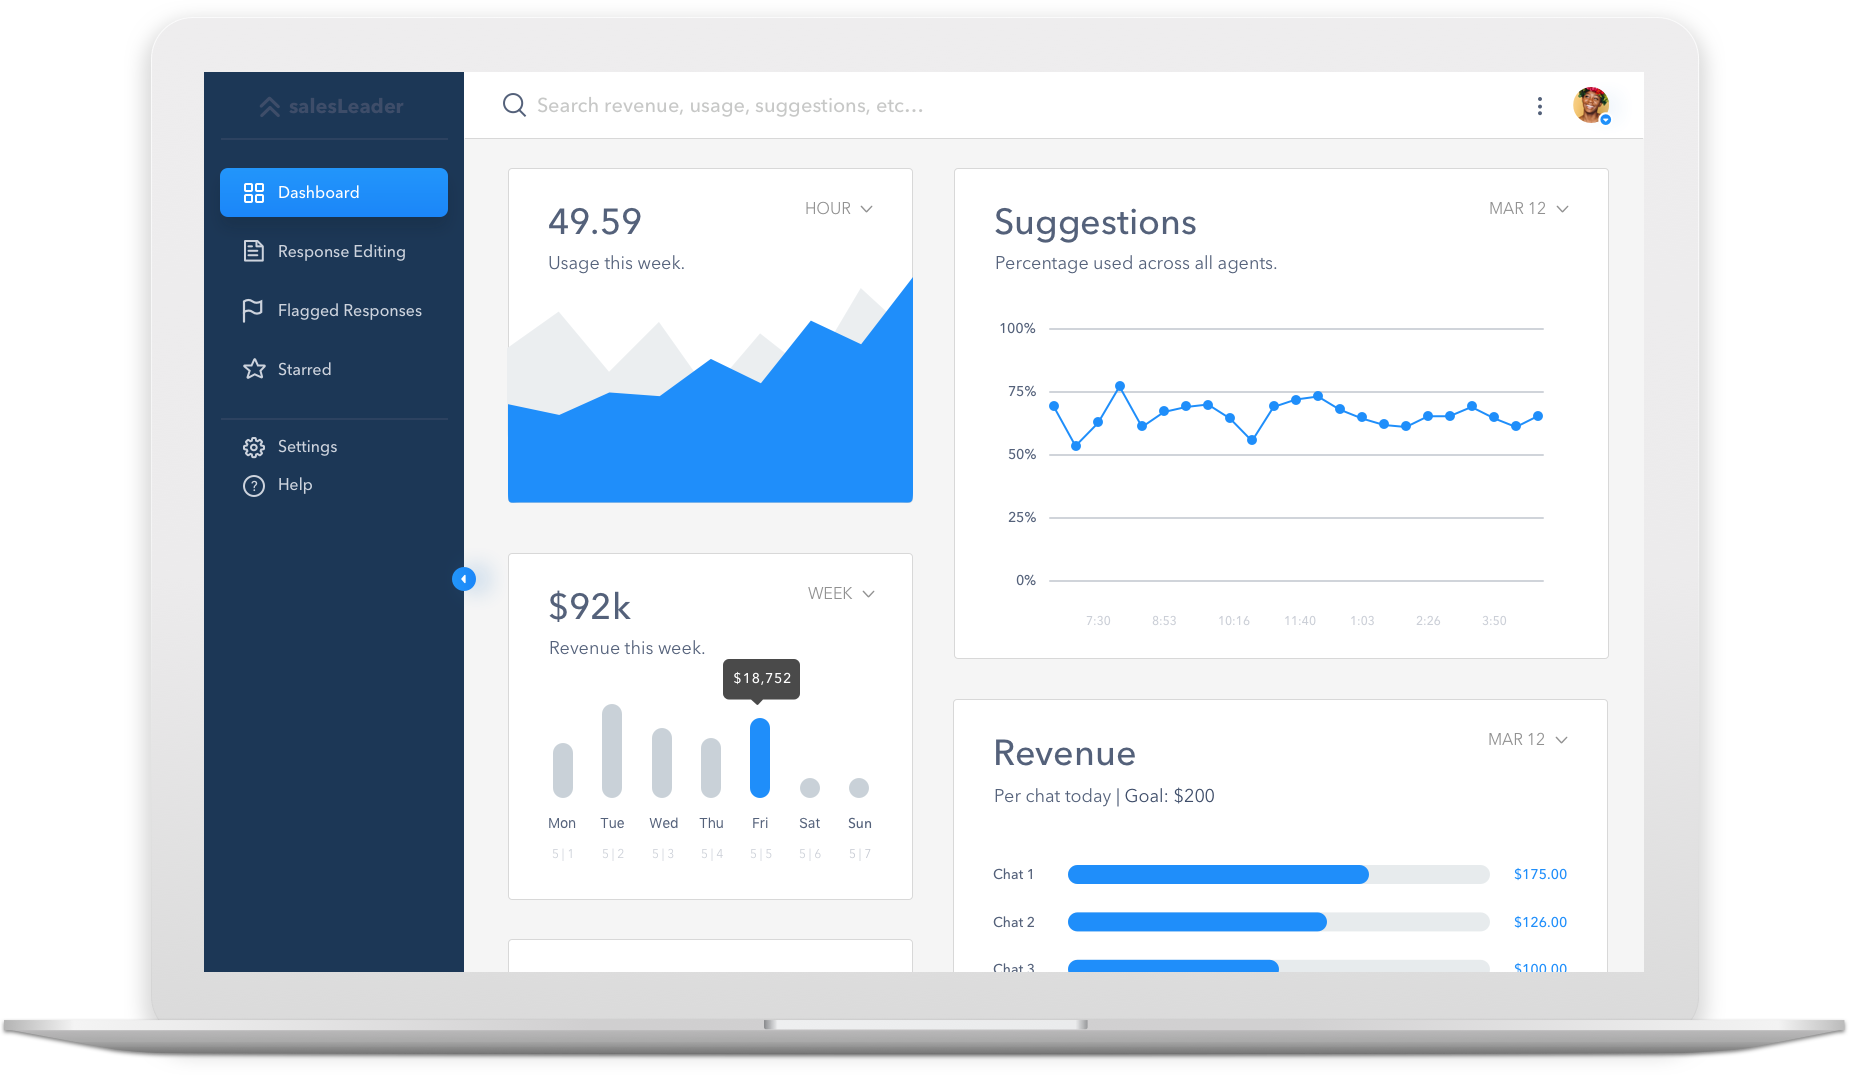 salesLeader
Search revenue, usage, suggestions, etc...
Dashboard
Response Editing
Flagged Responses
Starred
Settings
Help
49.59
HOUR
Usage this week.
$92k
WEEK
Revenue this week.
$18,752
Mon Tue Wed Thu Fri Sat Sun
5|1 5|2 5|3 5|4 5|5 5|6 5|7
Suggestions
MAR 12
Percentage used across all agents.
100%
75%
50%
25%
0%
7:30 8:53 10:16 11:40 1:03 2:26 3:50
Revenue
MAR 12
Per chat today | Goal: $200
Chat 1 $175.00
Chat 2 $126.00
Chat 3 $100.00